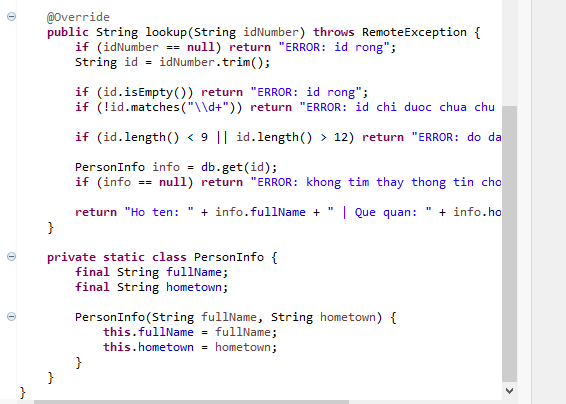 @Override
public String lookup(String idNumber) throws RemoteException {
if (idNumber == null) return "ERROR: id rong";
String id = idNumber.trim();
if (id.isEmpty()) return "ERROR: id rong";
if (!id.matches("\\d+")) return "ERROR: id chi duoc chua chu
if (id.length() < 9 || id.length() > 12) return "ERROR: do da
PersonInfo info = db.get(id);
if (info == null) return "ERROR: khong tim thay thong tin cho
return "Ho ten: " + info.fullName + " | Que quan: " + info.ho
}
private static class PersonInfo {
final String fullName;
final String hometown;
PersonInfo(String fullName, String hometown) {
this.fullName = fullName;
this.hometown = hometown;
}
}
}